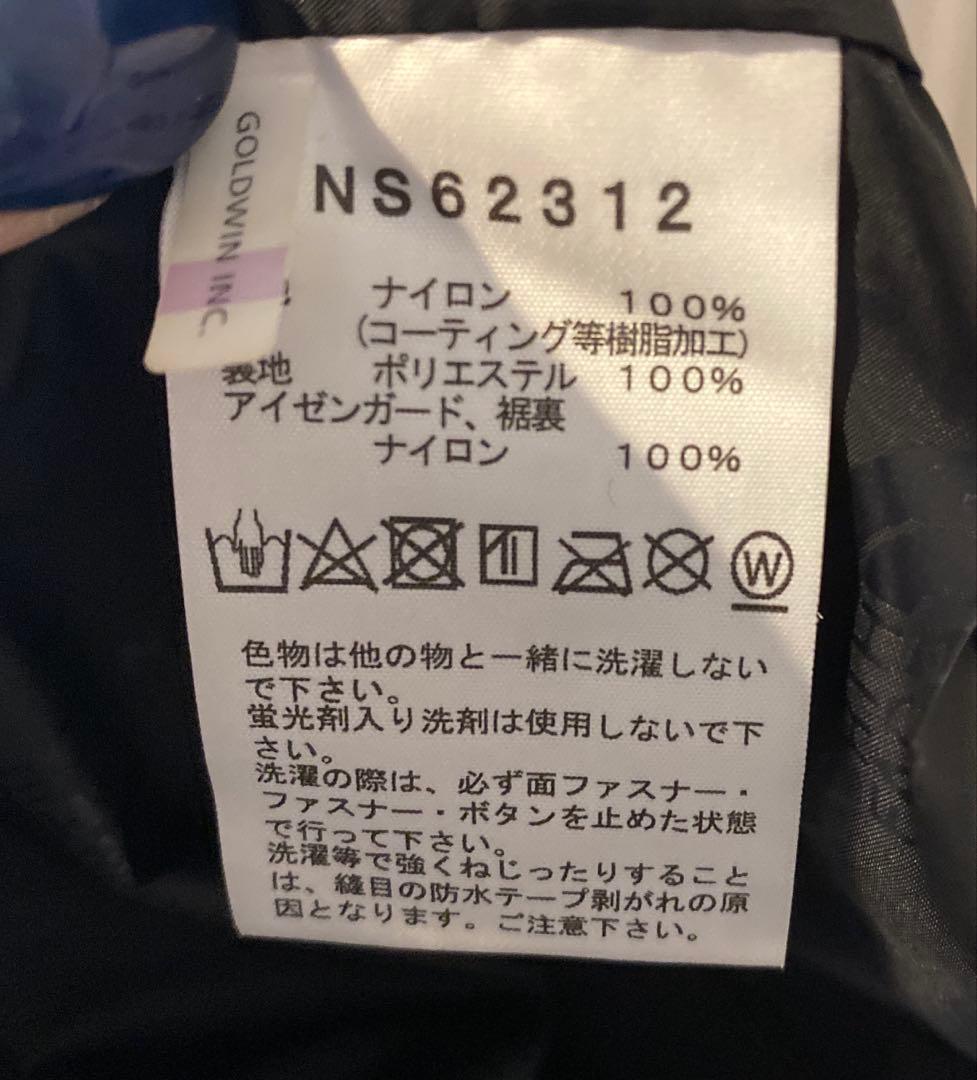 GOLDWIN INC.
NS62312
ナイロン 100%
(コーティング等樹脂加工)
裏地 ポリエステル 100%
アイゼンガード、裾裏
ナイロン 100%
W
色物は他の物と一緒に洗濯しない
で下さい。
蛍光剤入り洗剤は使用しないで下
さい。
洗濯の際は、必ず面ファスナー・
ファスナー・ボタンを止めた状態
で行って下さい。
洗濯等で強くねじったりすること
は、縫目の防水テープ剥がれの原
因となります。ご注意下さい。